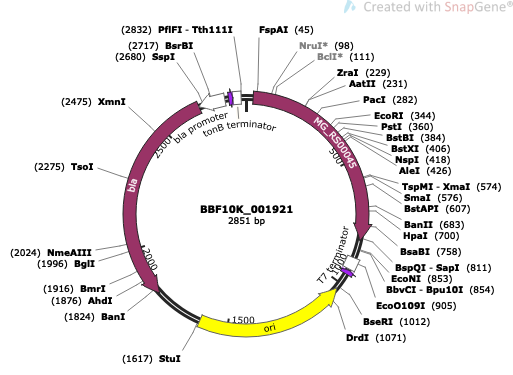 Created with SnapGene®
(2832) PflFI - Tth111I
FspAI (45)
(2717) BsrBI
NruI* (98)
(2680) SspI
BclI* (111)
ZraI (229)
AatII (231)
(2475) XmnI
PacI (282)
EcoRI (344)
PstI (360)
BstBI (384)
BstXI (406)
NspI (418)
AleI (426)
(2275) TsoI
TspMI - XmaI (574)
SmaI (576)
BstAPI (607)
BanII (683)
HpaI (700)
(2024) NmeAIII
BsaBI (758)
(1996) BglI
BspQI - SapI (811)
EcoNI (853)
(1916) BmrI
BbvCI - Bpu10I (854)
(1876) AhdI
EcoO109I (905)
(1824) BanI
BseRI (1012)
DrdI (1071)
(1617) StuI
bla promoter
tonB terminator
MG_RS00045
bla
T7 terminator
ori
500
1000
1500
2000
2500
BBF10K_001921
2851 bp